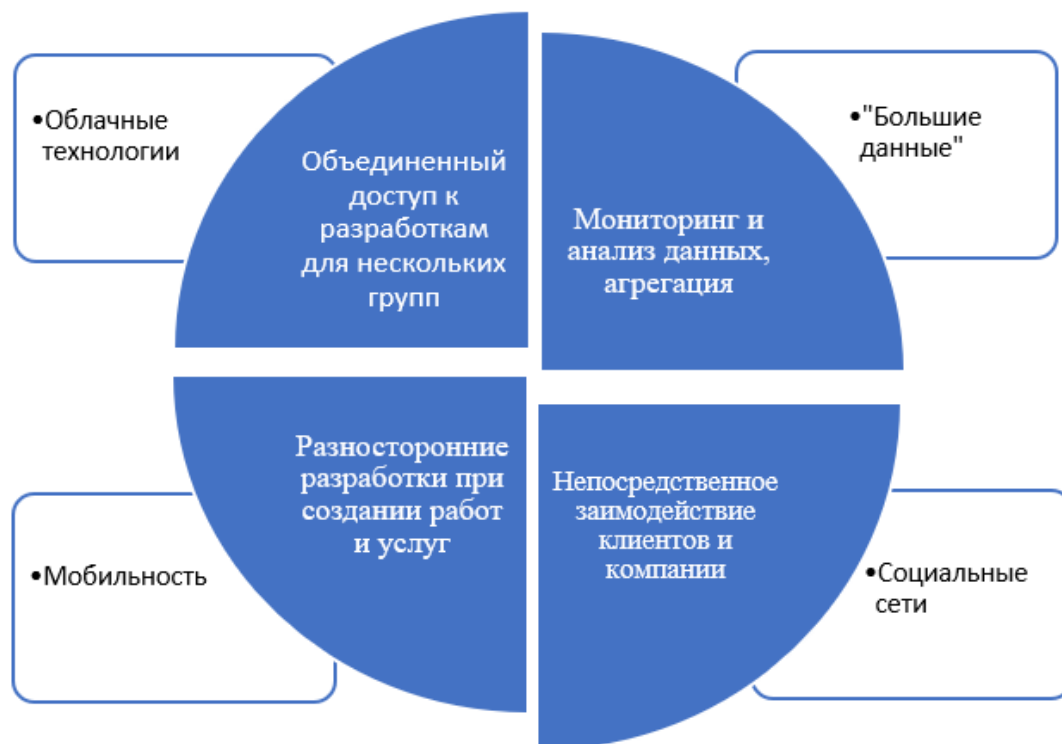 •Облачные
технологии
Объединенный
доступ к
разработкам
для нескольких
групп
Мониторинг и
анализ данных,
агрегация
•"Большие
данные"
•Мобильность
Разносторонние
разработки при
создании работ
и услуг
Непосредственное
заимодействие
клиентов и
компании
•Социальные
сети